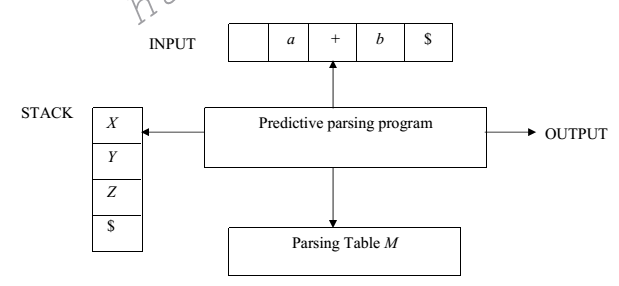 INPUT
a + b $
STACK
X
Y
Z
$
Predictive parsing program
OUTPUT
Parsing Table M